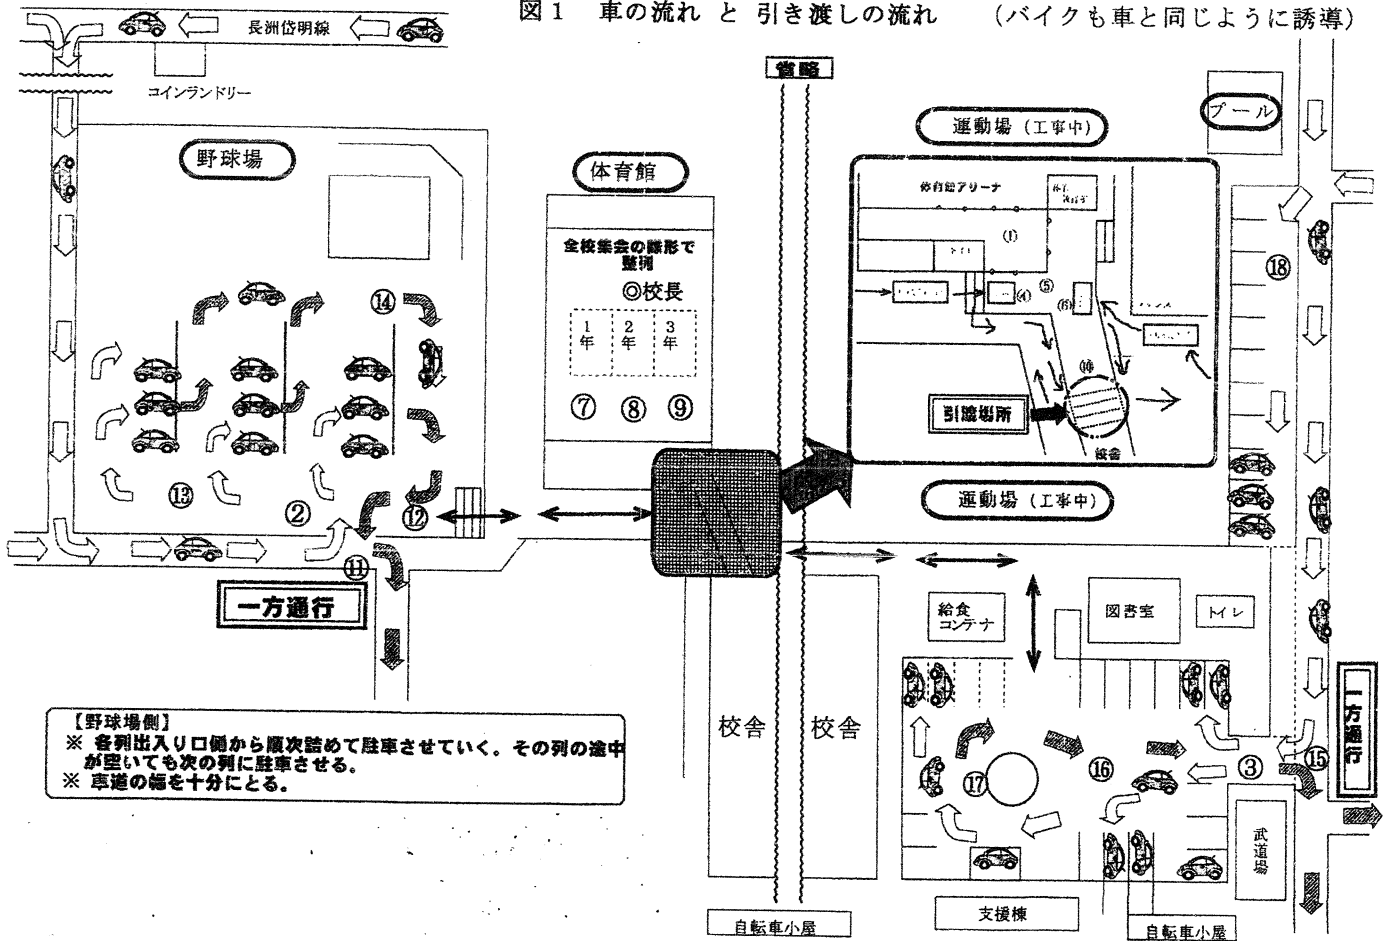 図1 車の流れ と 引き渡しの流れ (バイクも車と同じように誘導)
長洲岱明線
コインランドリー
省略
プール
運動場(工事中)
野球場
体育館
全校集会の隊形で
整列
◎校長
1年 2年 3年
⑦ ⑧ ⑨
体育館アリーナ
トイレ
(1)
⑤
(4)
(6)
⑩
引渡場所
校舎
運動場(工事中)
⑱
⑭
⑬
②
⑫
⑪
一方通行
給食
コンテナ
図書室
トイレ
【野球場側】
※ 各列出入り口側から順次詰めて駐車させていく。その列の途中
が空いても次の列に駐車させる。
※ 車道の幅を十分にとる。
校舎 校舎
⑰
⑯
③
⑮
一方通行
武道場
支援棟
自転車小屋
自転車小屋